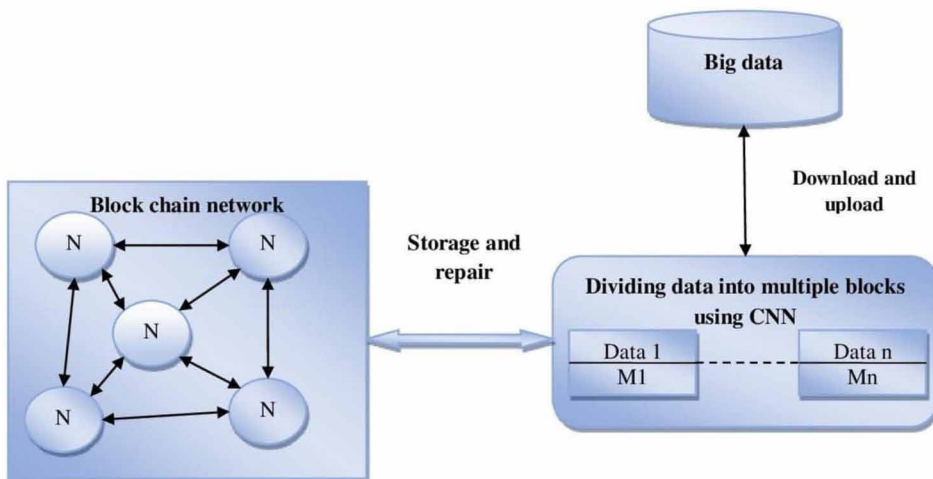 Big data
Download and
upload
Block chain network
N
N
N
N
N
Storage and
repair
Dividing data into multiple blocks
using CNN
Data 1
M1
Data n
Mn